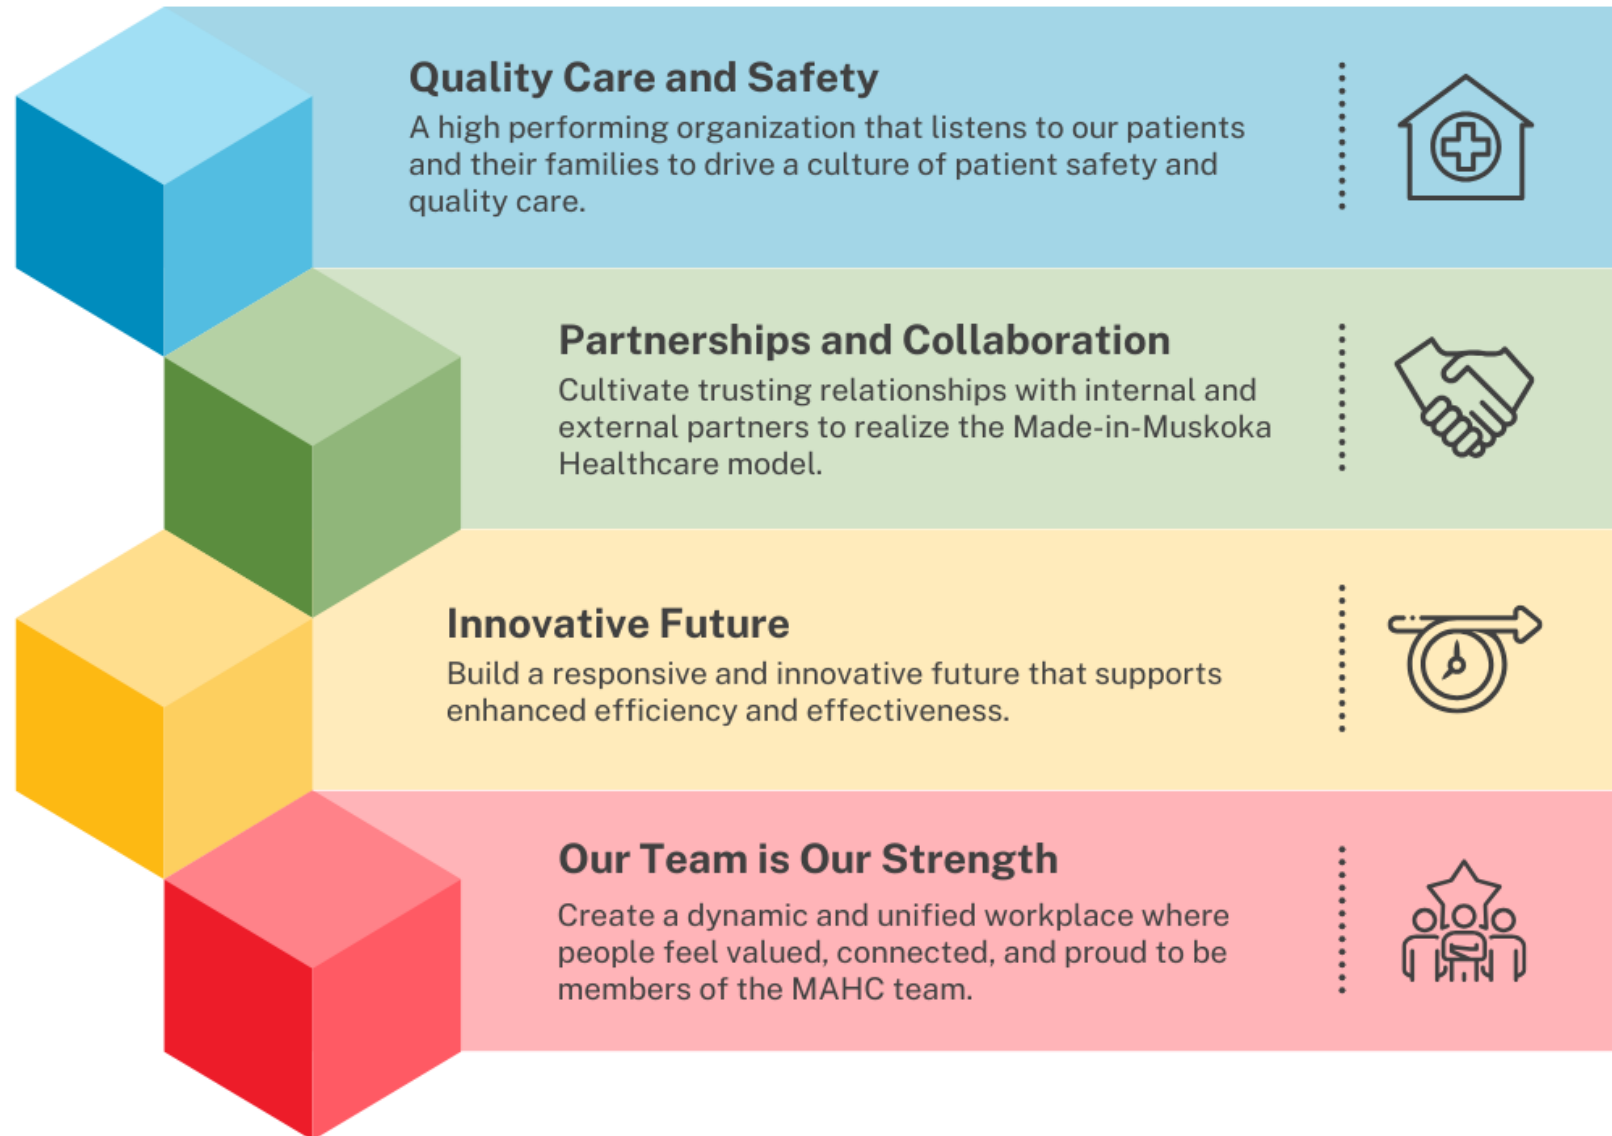 Quality Care and Safety
A high performing organization that listens to our patients
and their families to drive a culture of patient safety and
quality care.
Partnerships and Collaboration
Cultivate trusting relationships with internal and
external partners to realize the Made-in-Muskoka
Healthcare model.
Innovative Future
Build a responsive and innovative future that supports
enhanced efficiency and effectiveness.
Our Team is Our Strength
Create a dynamic and unified workplace where
people feel valued, connected, and proud to be
members of the MAHC team.